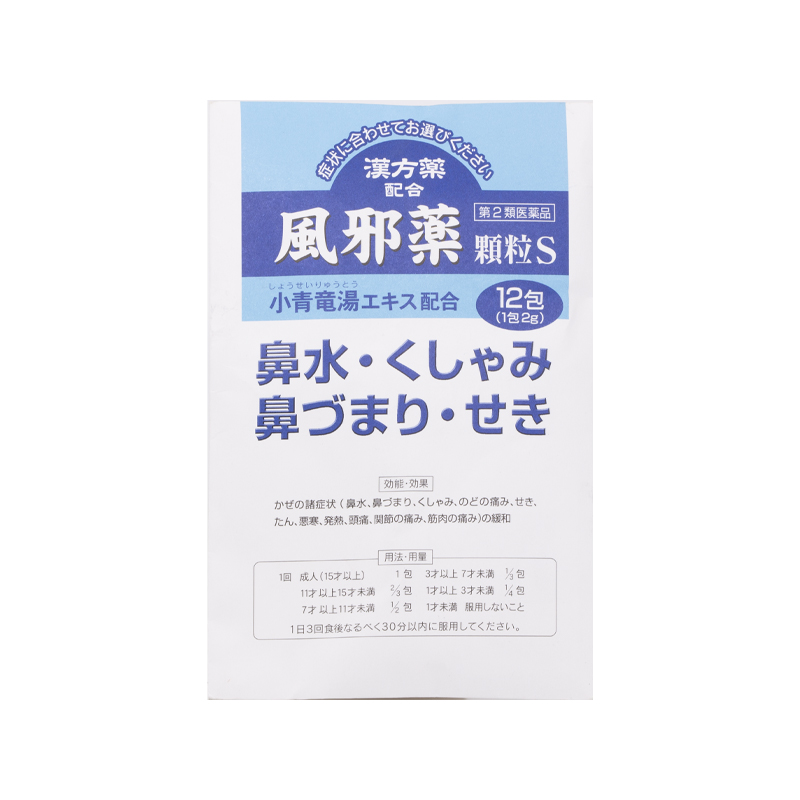 症状に合わせてお選びください
漢方薬
配合
風邪薬 顆粒S
第2類医薬品
しょうせいりゅうとう
小青竜湯エキス配合
12包
(1包2g)
鼻水・くしゃみ
鼻づまり・せき
効能・効果
かぜの諸症状(鼻水、鼻づまり、くしゃみ、のどの痛み、せき、
たん、悪寒、発熱、頭痛、関節の痛み、筋肉の痛み)の緩和
用法・用量
1回 成人(15才以上) 1包 3才以上7才未満 1/3包
11才以上15才未満 2/3包 1才以上3才未満 1/4包
7才以上11才未満 1/2包 1才未満 服用しないこと
1日3回食後なるべく30分以内に服用してください。